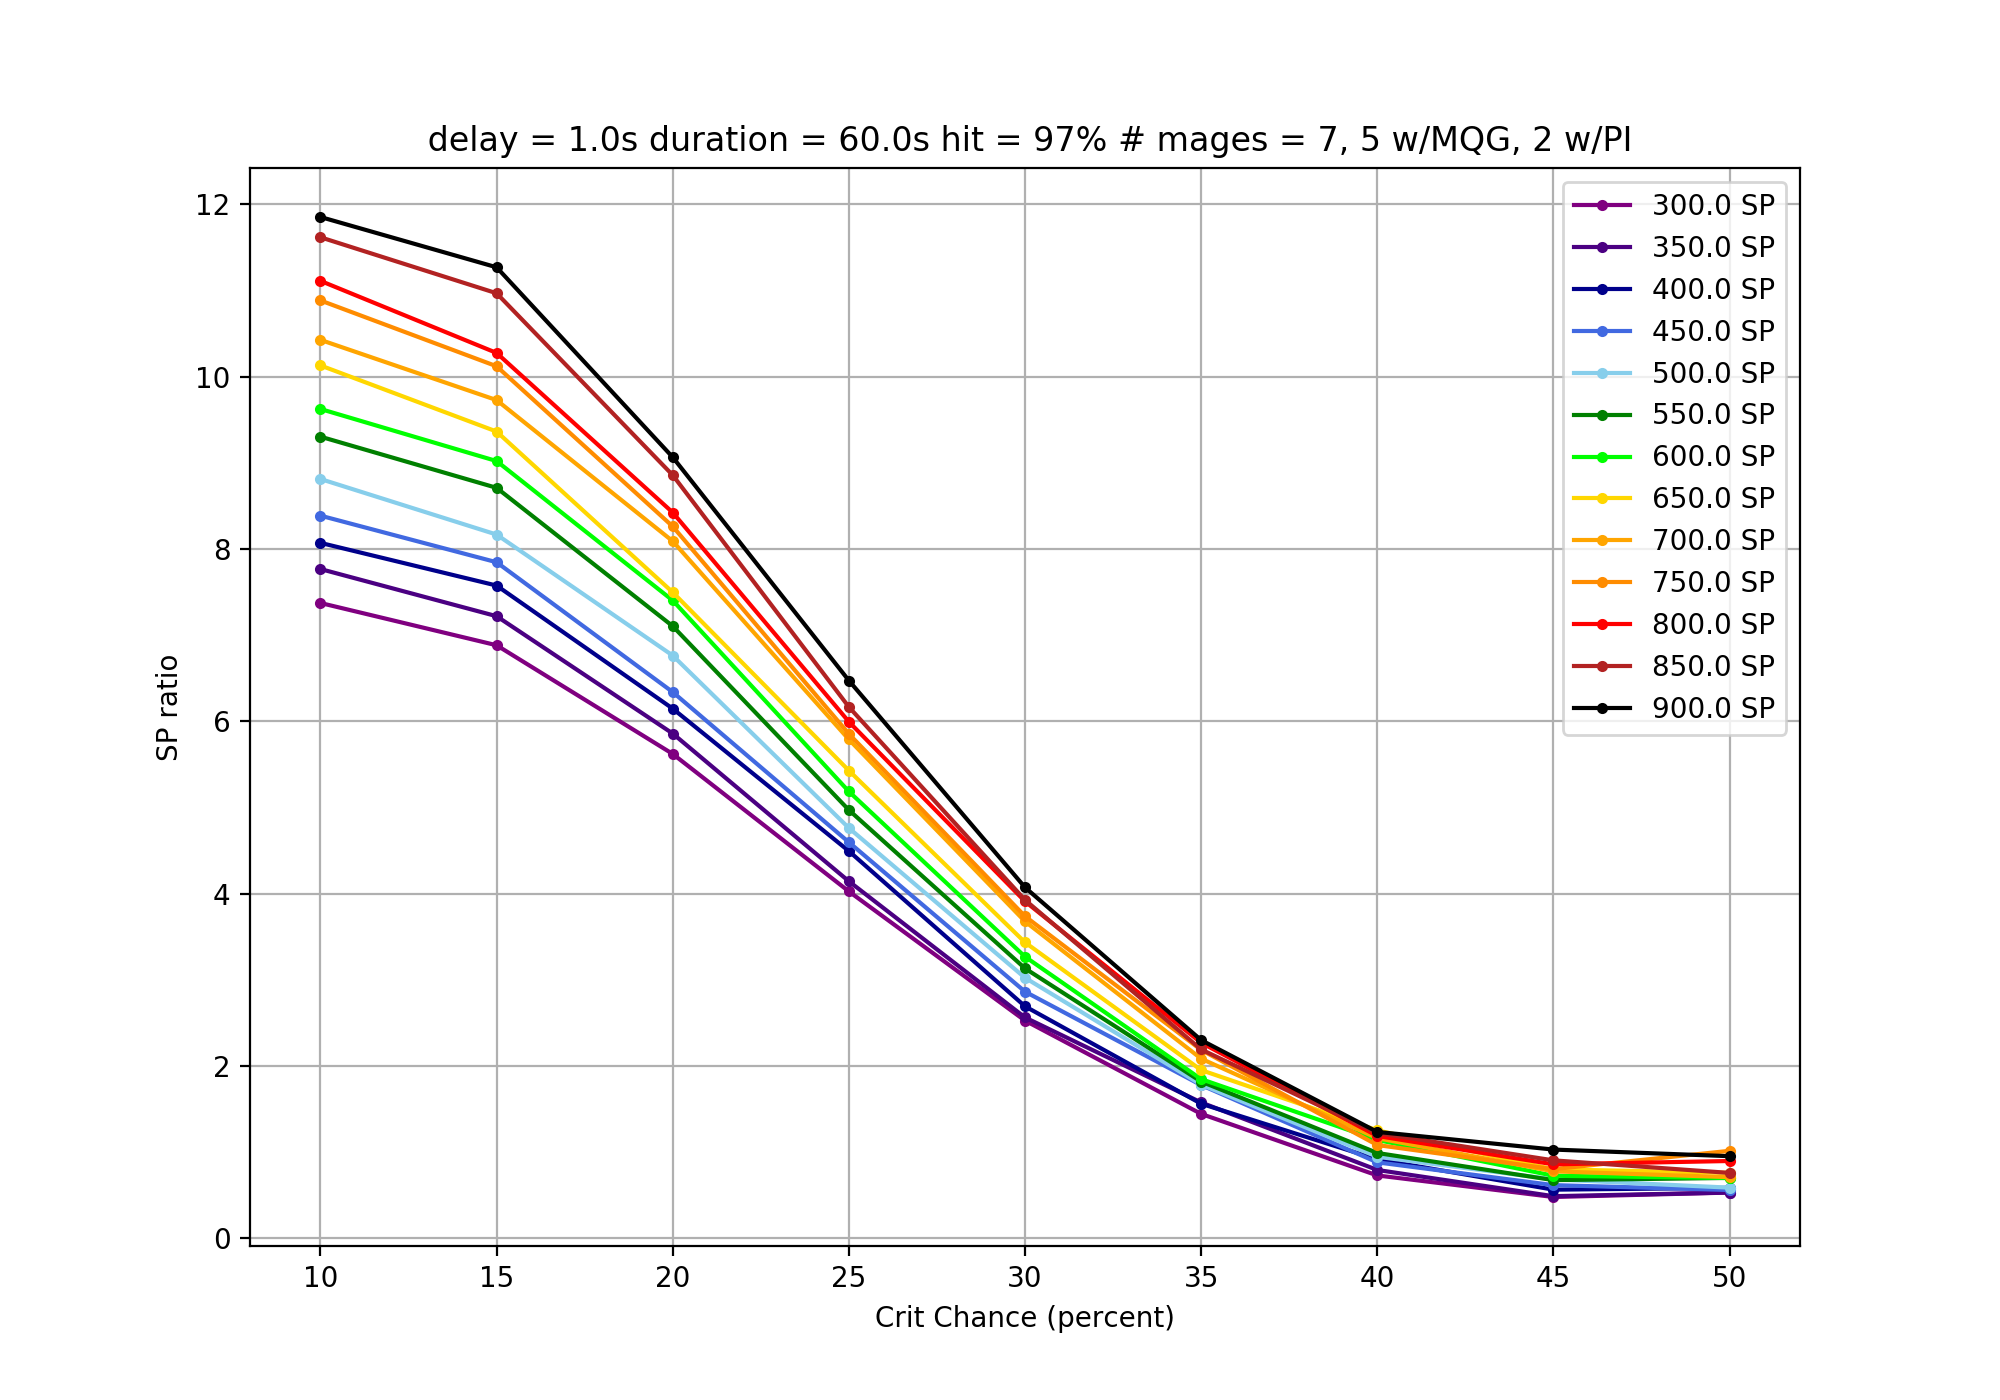 delay = 1.0s duration = 60.0s hit = 97% # mages = 7, 5 w/MQG, 2 w/PI
12
10
8
6
4
2
0
SP ratio
300.0 SP
350.0 SP
400.0 SP
450.0 SP
500.0 SP
550.0 SP
600.0 SP
650.0 SP
700.0 SP
750.0 SP
800.0 SP
850.0 SP
900.0 SP
10 15 20 25 30 35 40 45 50
Crit Chance (percent)